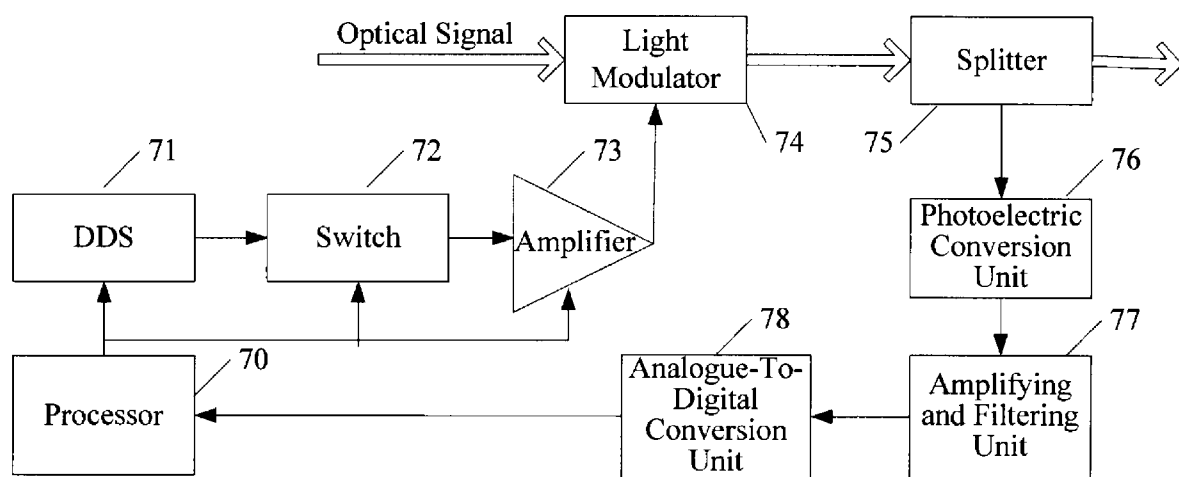 Optical Signal
Light
Modulator
Splitter
74
75
71
72
73
76
DDS
Switch
Amplifier
Photoelectric
Conversion
Unit
70
78
77
Processor
Analogue-To-
Digital
Conversion
Unit
Amplifying
and Filtering
Unit